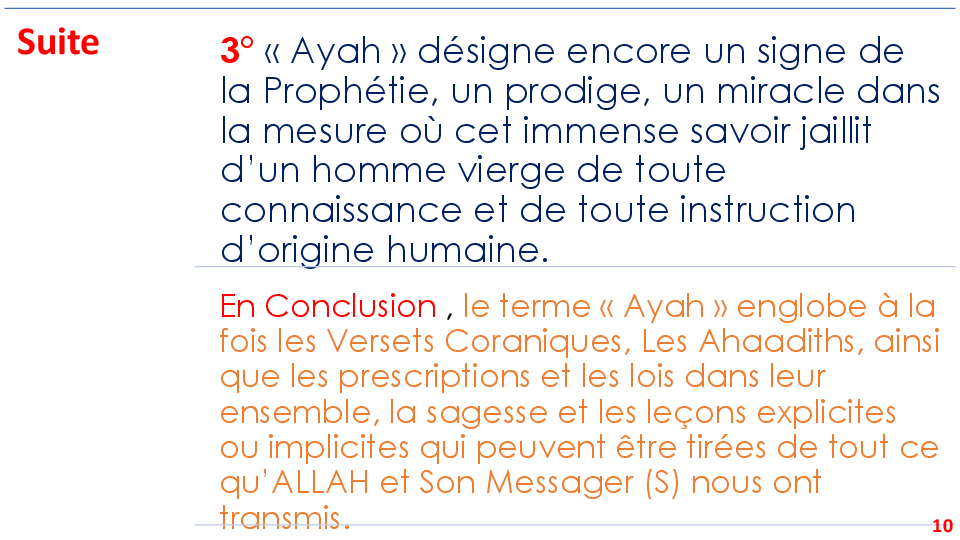 Suite
3° « Ayah » désigne encore un signe de
la Prophétie, un prodige, un miracle dans
la mesure où cet immense savoir jaillit
d’un homme vierge de toute
connaissance et de toute instruction
d’origine humaine.
En Conclusion , le terme « Ayah » englobe à la
fois les Versets Coraniques, Les Ahaadiths, ainsi
que les prescriptions et les lois dans leur
ensemble, la sagesse et les leçons explicites
ou implicites qui peuvent être tirées de tout ce
qu’ALLAH et Son Messager (S) nous ont
transmis.
10